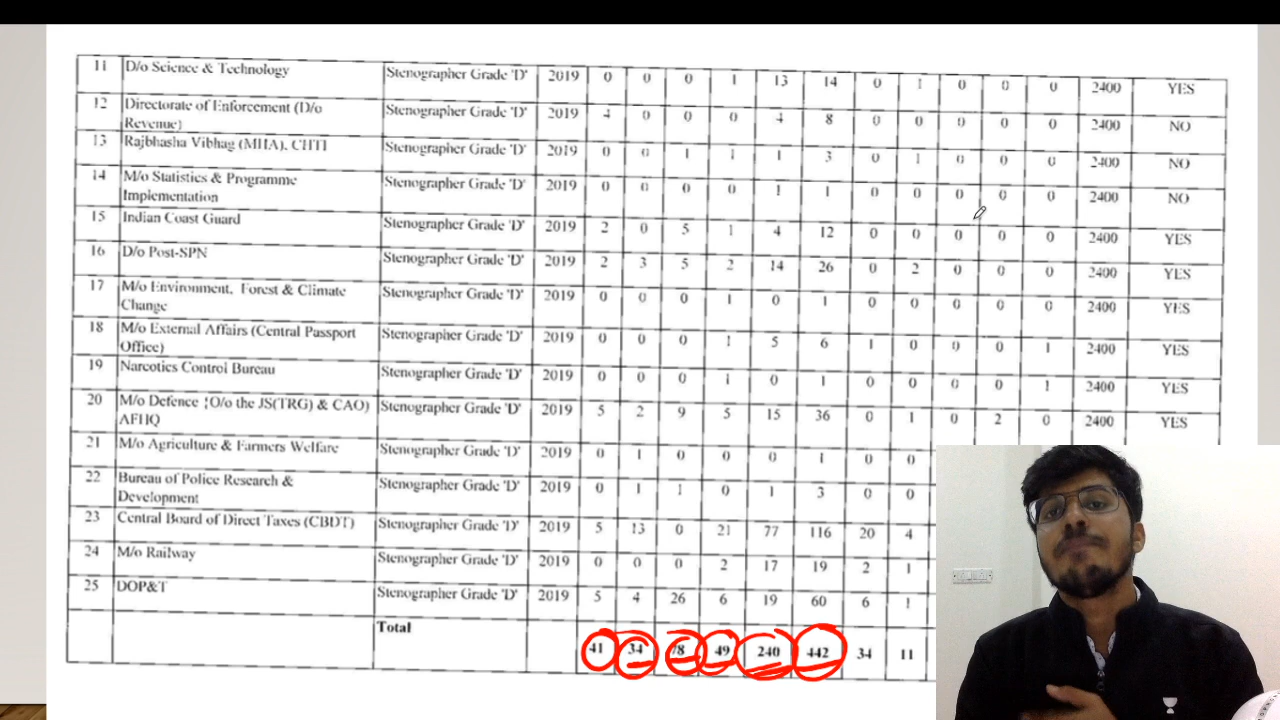 11 D/o Science & Technology Stenographer Grade 'D' 2019 0 0 0 1 13 14 0 1 0 0 0 2400 YES
12 Directorate of Enforcement (D/o Revenue) Stenographer Grade 'D' 2019 4 0 0 0 4 8 0 0 0 0 0 2400 NO
13 Rajbhasha Vibhag (MHA), CHTI Stenographer Grade 'D' 2019 0 0 1 1 1 3 0 1 0 0 0 2400 NO
14 M/o Statistics & Programme Implementation Stenographer Grade 'D' 2019 0 0 0 0 1 1 0 0 0 0 0 2400 NO
15 Indian Coast Guard Stenographer Grade 'D' 2019 2 0 5 1 4 12 0 0 0 0 0 2400 YES
16 D/o Post-SPN Stenographer Grade 'D' 2019 2 3 5 2 14 26 0 2 0 0 0 2400 YES
17 M/o Environment, Forest & Climate Change Stenographer Grade 'D' 2019 0 0 0 1 0 1 0 0 0 0 0 2400 YES
18 M/o External Affairs (Central Passport Office) Stenographer Grade 'D' 2019 0 0 0 1 5 6 1 0 0 0 1 2400 YES
19 Narcotics Control Bureau Stenographer Grade 'D' 2019 0 0 0 1 0 1 0 0 0 0 1 2400 YES
20 M/o Defence [O/o the JS(TRG) & CAO) AFHQ Stenographer Grade 'D' 2019 5 2 9 5 15 36 0 1 0 2 0 2400 YES
21 M/o Agriculture & Farmers Welfare Stenographer Grade 'D' 2019 0 1 0 0 0 1 0 0
22 Bureau of Police Research & Development Stenographer Grade 'D' 2019 0 1 1 0 1 3 0 0
23 Central Board of Direct Taxes (CBDT) Stenographer Grade 'D' 2019 5 13 0 21 77 116 20 4
24 M/o Railway Stenographer Grade 'D' 2019 0 0 0 2 17 19 2 1
25 DOP&T Stenographer Grade 'D' 2019 5 4 26 6 19 60 6 1
Total 41 34 78 49 240 442 34 11